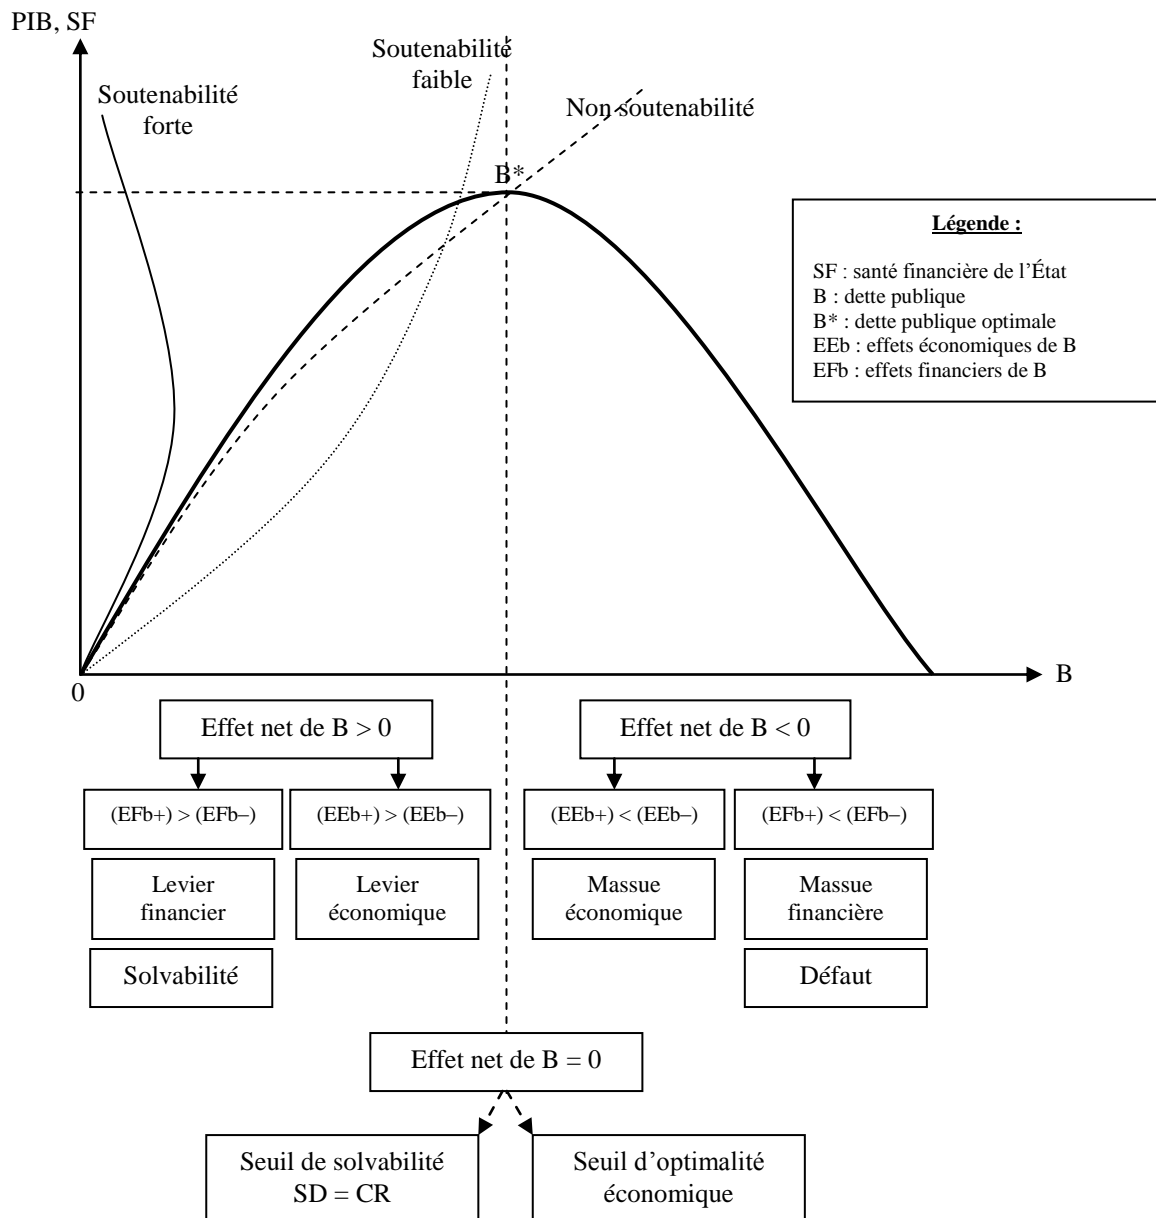 PIB, SF
Soutenabilité
forte
Soutenabilité
faible
Non soutenabilité
B*
Légende :
SF : santé financière de l’État
B : dette publique
B* : dette publique optimale
EEb : effets économiques de B
EFb : effets financiers de B
0
B
Effet net de B > 0
Effet net de B < 0
(EFb+) > (EFb–)
(EEb+) > (EEb–)
(EEb+) < (EEb–)
(EFb+) < (EFb–)
Levier
financier
Levier
économique
Massue
économique
Massue
financière
Solvabilité
Défaut
Effet net de B = 0
Seuil de solvabilité
SD = CR
Seuil d’optimalité
économique